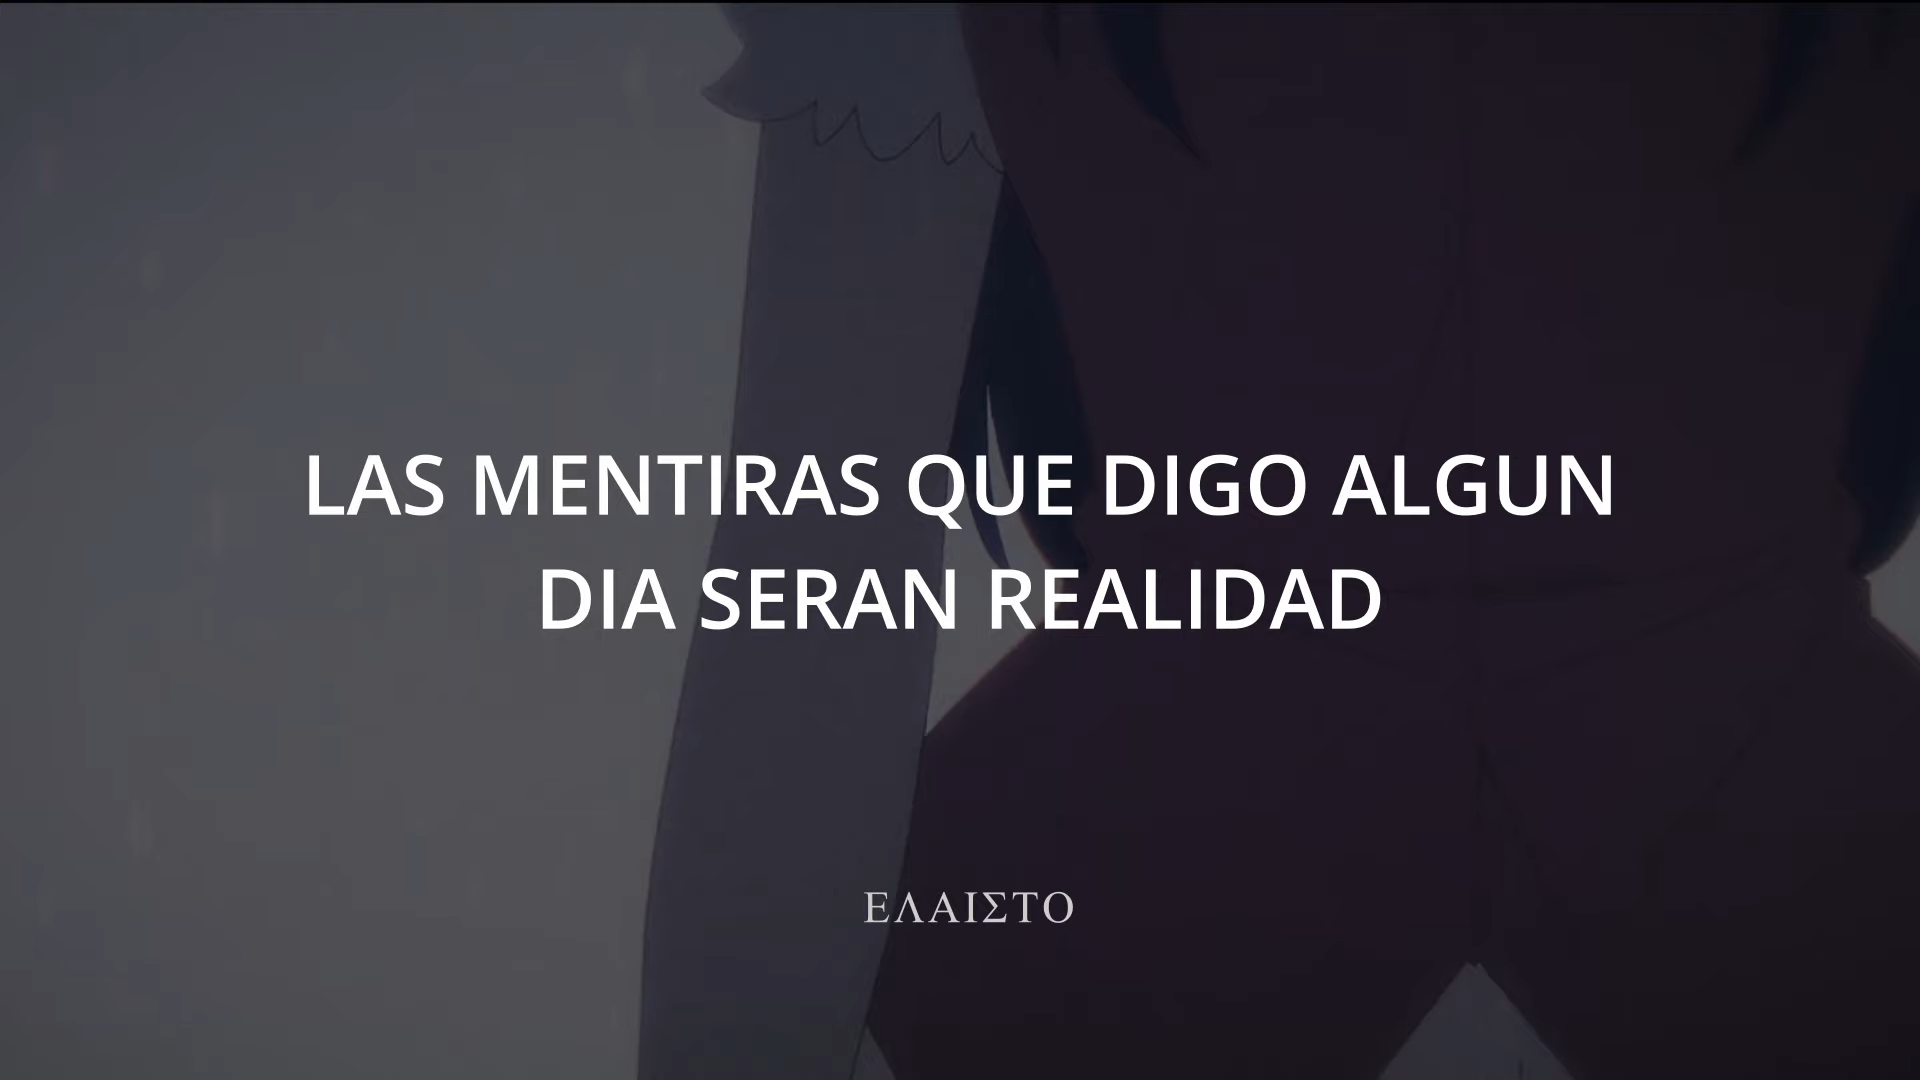 LAS MENTIRAS QUE DIGO ALGUN
DIA SERAN REALIDAD
ΕΛΑΙΣΤΟ